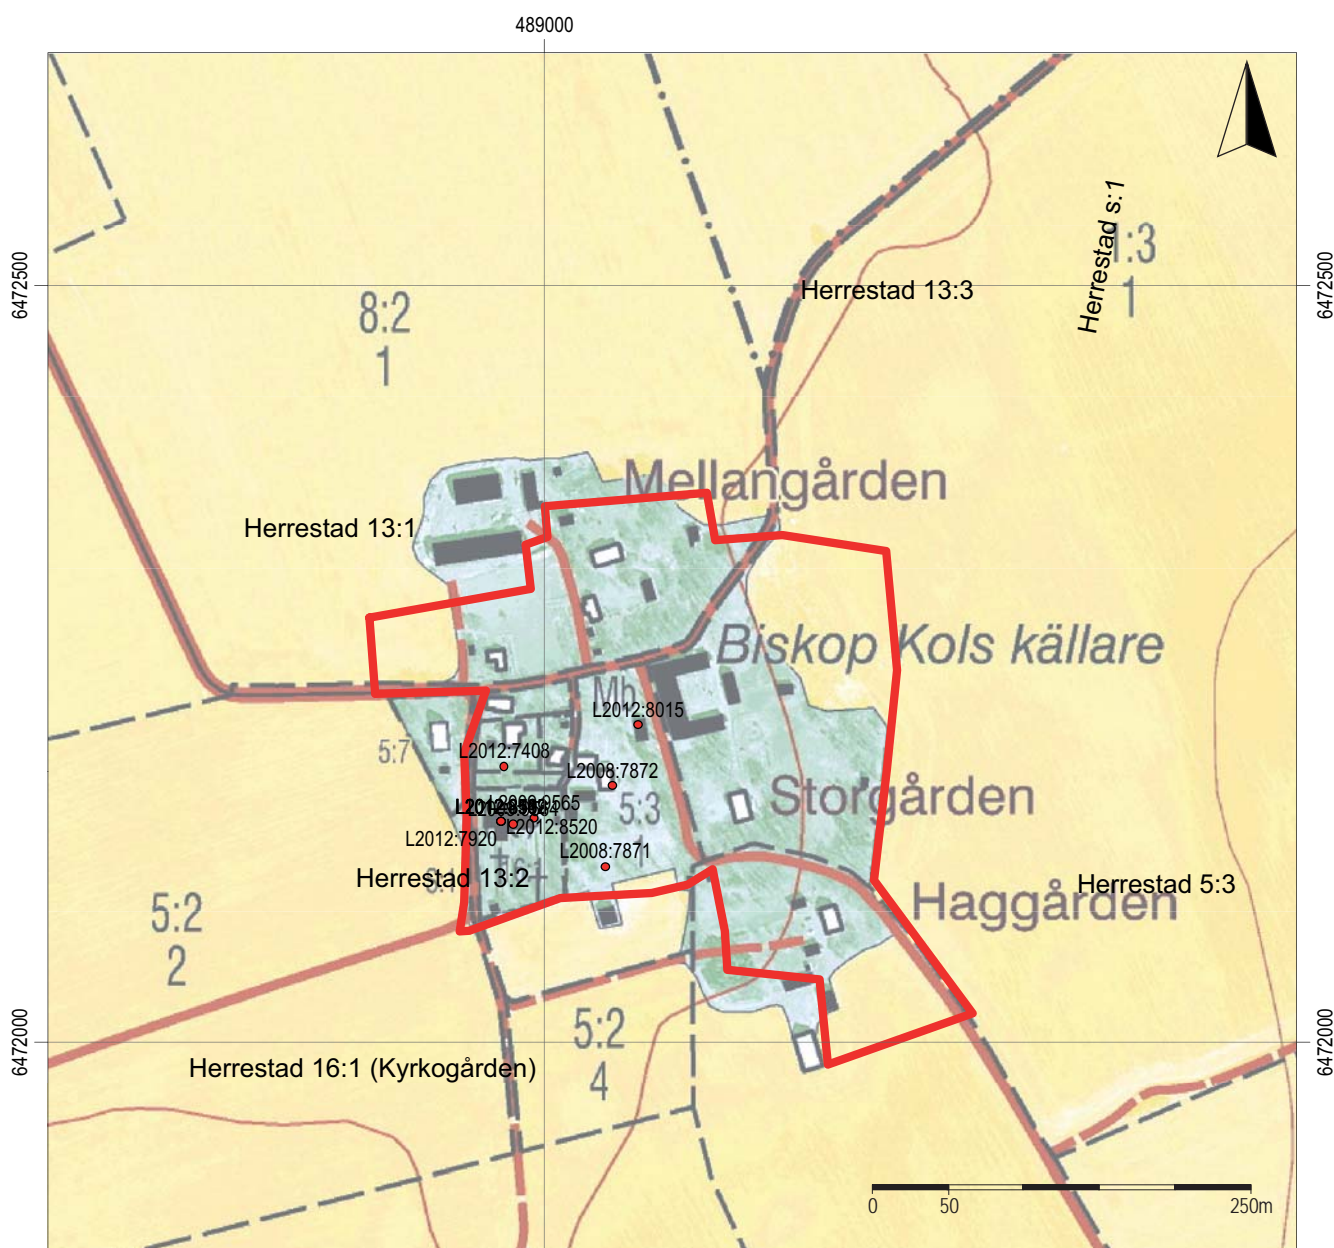 489000
6472500
6472500
Herrestad s:1
1:3
1
Herrestad 13:3
8:2
1
Mellangården
Herrestad 13:1
Biskop Kols källare
Mb
L2012:8015
5:7
L2012:7408
L2008:7872
Storgården
5:3
1
L2012:8520
L2012:7920
L2008:7871
Herrestad 13:2
Herrestad 5:3
Haggården
5:2
2
6472000
6472000
5:2
4
Herrestad 16:1 (Kyrkogården)
0
50
250m